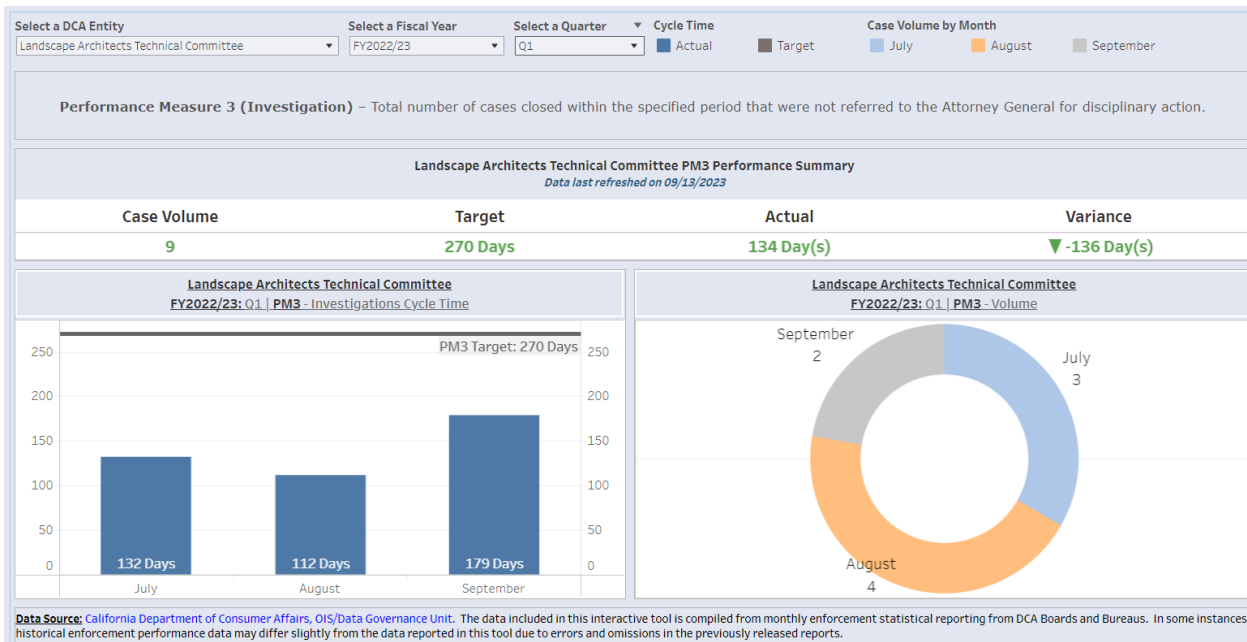 Select a DCA Entity
Select a Fiscal Year
Select a Quarter
Cycle Time
Case Volume by Month
Landscape Architects Technical Committee
FY2022/23
Q1
Actual
Target
July
August
September
Performance Measure 3 (Investigation) – Total number of cases closed within the specified period that were not referred to the Attorney General for disciplinary action.
Landscape Architects Technical Committee PM3 Performance Summary
Data last refreshed on 09/13/2023
Case Volume
Target
Actual
Variance
9
270 Days
134 Day(s)
▼ -136 Day(s)
Landscape Architects Technical Committee
FY2022/23: Q1 | PM3 - Investigations Cycle Time
PM3 Target: 270 Days
250
200
150
100
50
0
250
200
150
100
50
0
132 Days
112 Days
179 Days
July
August
September
Landscape Architects Technical Committee
FY2022/23: Q1 | PM3 - Volume
September
2
July
3
August
4
Data Source: California Department of Consumer Affairs, OIS/Data Governance Unit. The data included in this interactive tool is compiled from monthly enforcement statistical reporting from DCA Boards and Bureaus. In some instances
historical enforcement performance data may differ slightly from the data reported in this tool due to errors and omissions in the previously released reports.